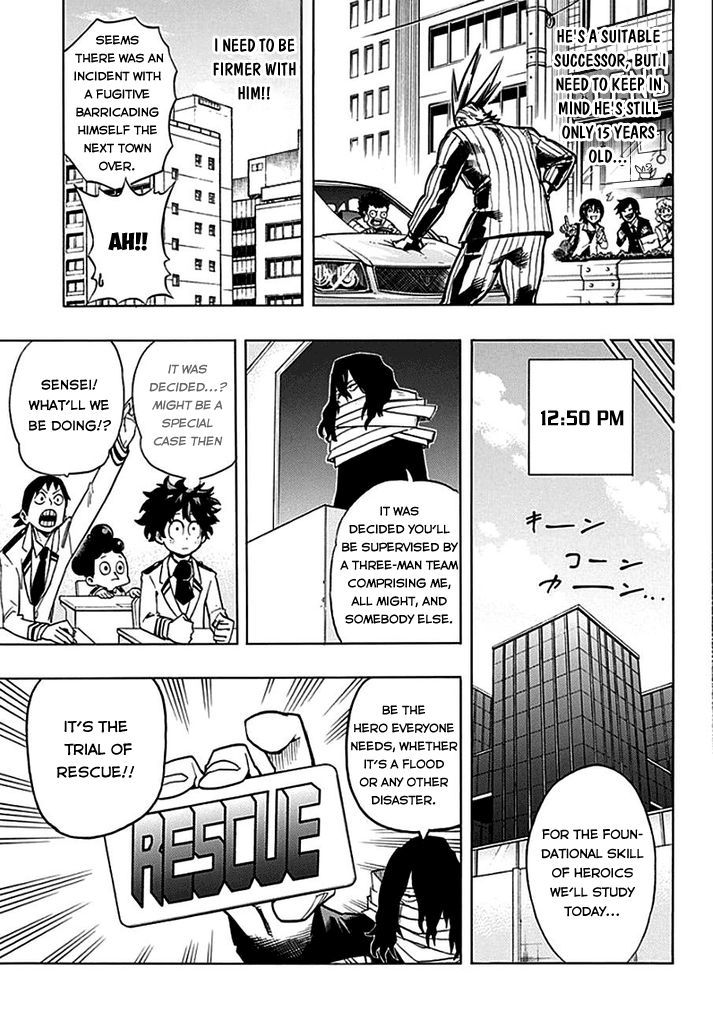 HE'S A SUITABLE
SUCCESSOR, BUT I
NEED TO KEEP IN
MIND HE'S STILL
ONLY 15 YEARS
OLD...
I NEED TO BE
FIRMER WITH
HIM!!
SEEMS
THERE WAS AN
INCIDENT WITH
A FUGITIVE
BARRICADING
HIMSELF THE
NEXT TOWN
OVER.
AH!!
12:50 PM
キーン
コーン
カーーン...
FOR THE FOUN-
DATIONAL SKILL
OF HEROICS
WE'LL STUDY
TODAY...
IT WAS
DECIDED YOU'LL
BE SUPERVISED BY
A THREE-MAN TEAM
COMPRISING ME,
ALL MIGHT, AND
SOMEBODY ELSE.
IT WAS
DECIDED...?
MIGHT BE A
SPECIAL
CASE THEN
SENSEI!
WHAT'LL WE
BE DOING!?
BE THE
HERO EVERYONE
NEEDS, WHETHER
IT'S A FLOOD
OR ANY OTHER
DISASTER.
IT'S THE
TRIAL OF
RESCUE!!
RESCUE